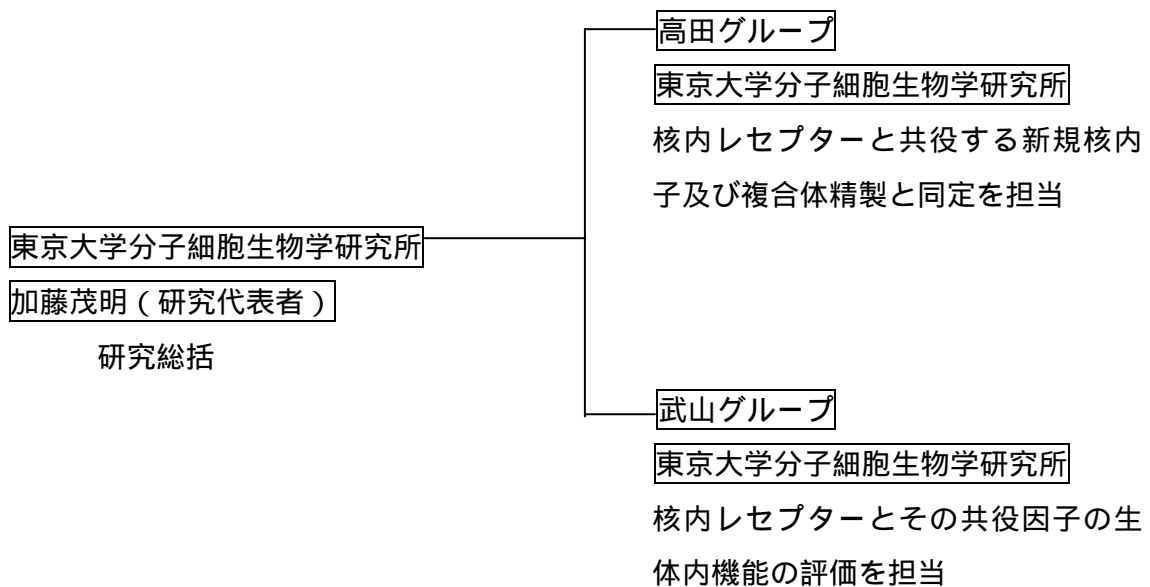 高田グループ
東京大学分子細胞生物学研究所
核内レセプターと共役する新規核内
子及び複合体精製と同定を担当
東京大学分子細胞生物学研究所
加藤茂明(研究代表者)
研究総括
武山グループ
東京大学分子細胞生物学研究所
核内レセプターとその共役因子の生
体内機能の評価を担当